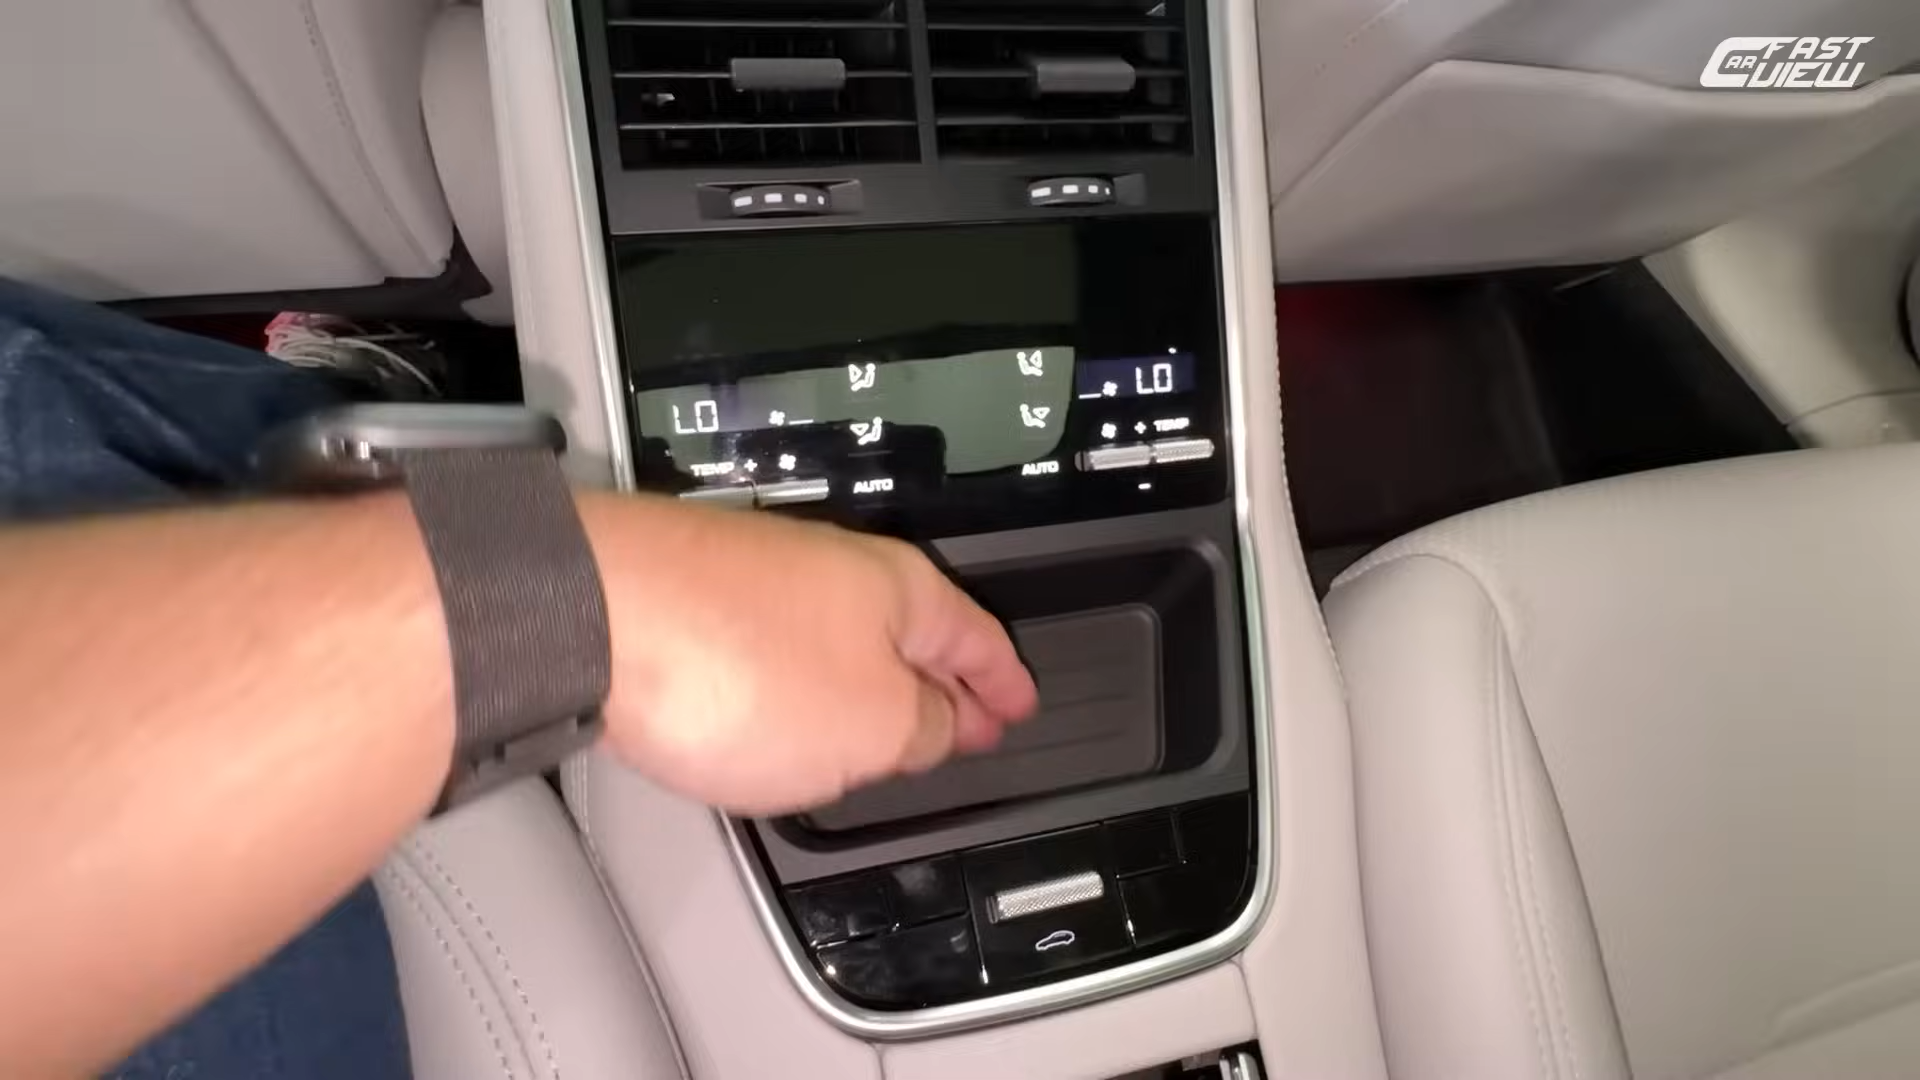 CAR FAST VIEW
LO
LO
TEMP +
+ TEMP
AUTO
AUTO
-